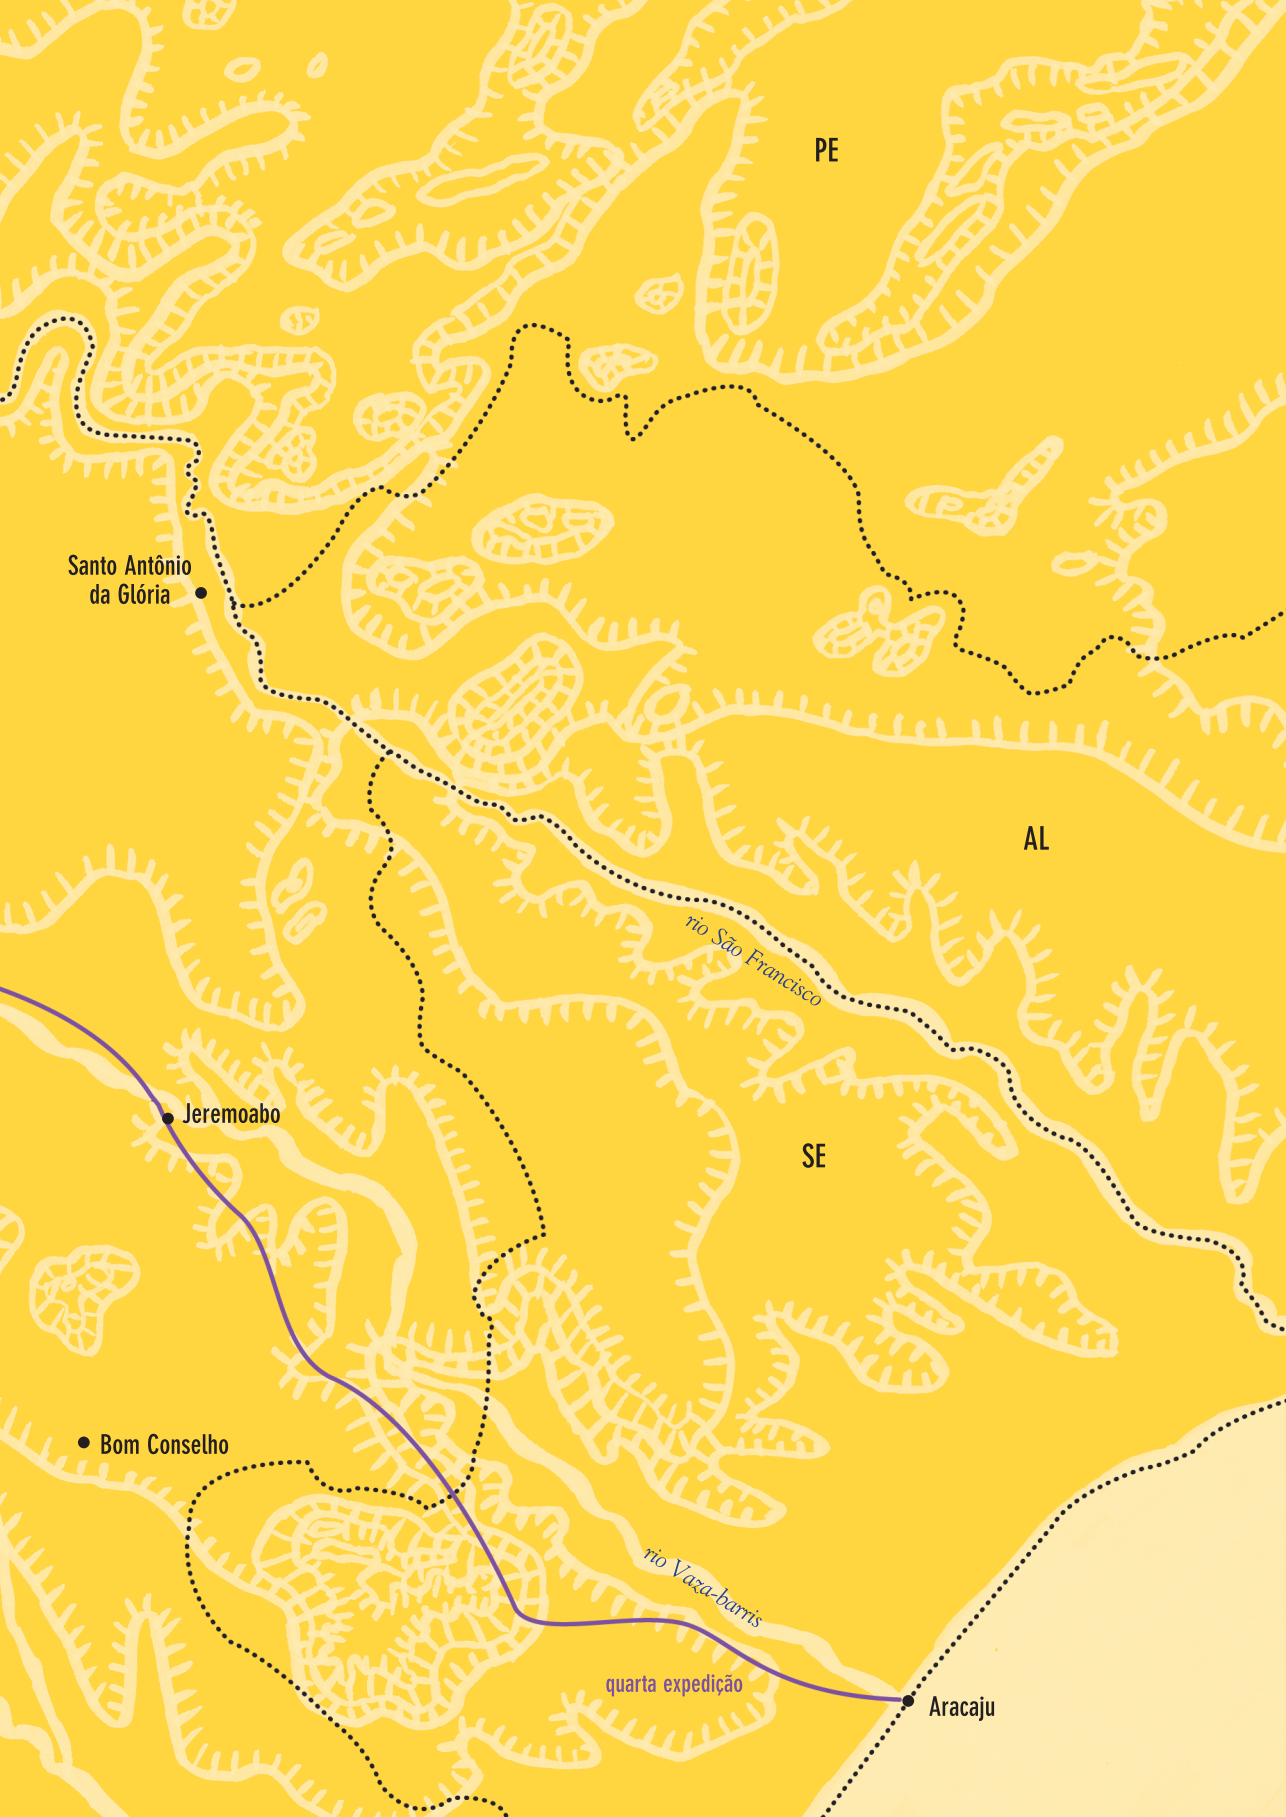 PE
Santo Antônio
da Glória
AL
rio São Francisco
Jeremoabo
SE
Bom Conselho
rio Vaza-barris
quarta expedição
Aracaju